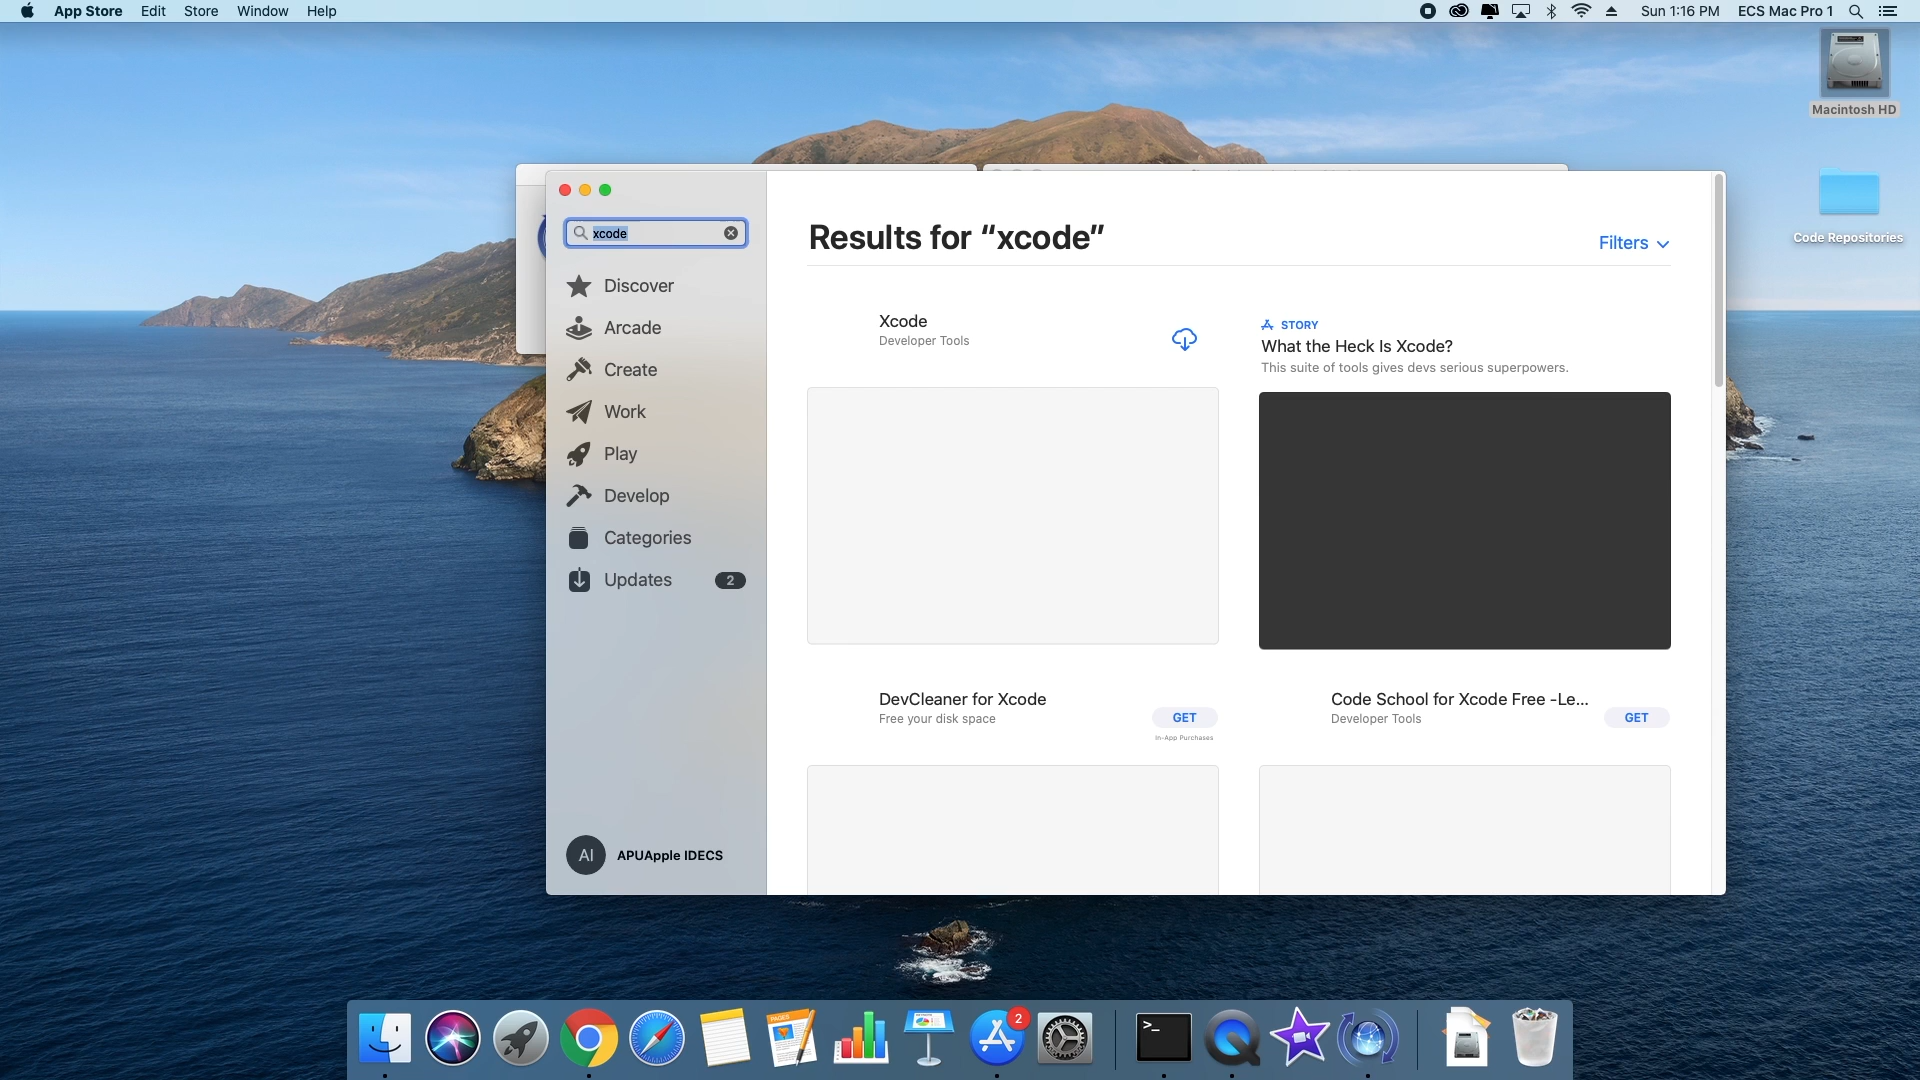 App Store Edit Store Window Help
Sun 1:16 PM ECS Mac Pro 1
Macintosh HD
Code Repositories
xcode
Discover
Arcade
Create
Work
Play
Develop
Categories
Updates 2
AI APUApple IDECS
Results for “xcode”
Filters
Xcode
Developer Tools
STORY
What the Heck Is Xcode?
This suite of tools gives devs serious superpowers.
DevCleaner for Xcode
Free your disk space
GET
In-App Purchases
Code School for Xcode Free -Le...
Developer Tools
GET
PAGES
2
>_